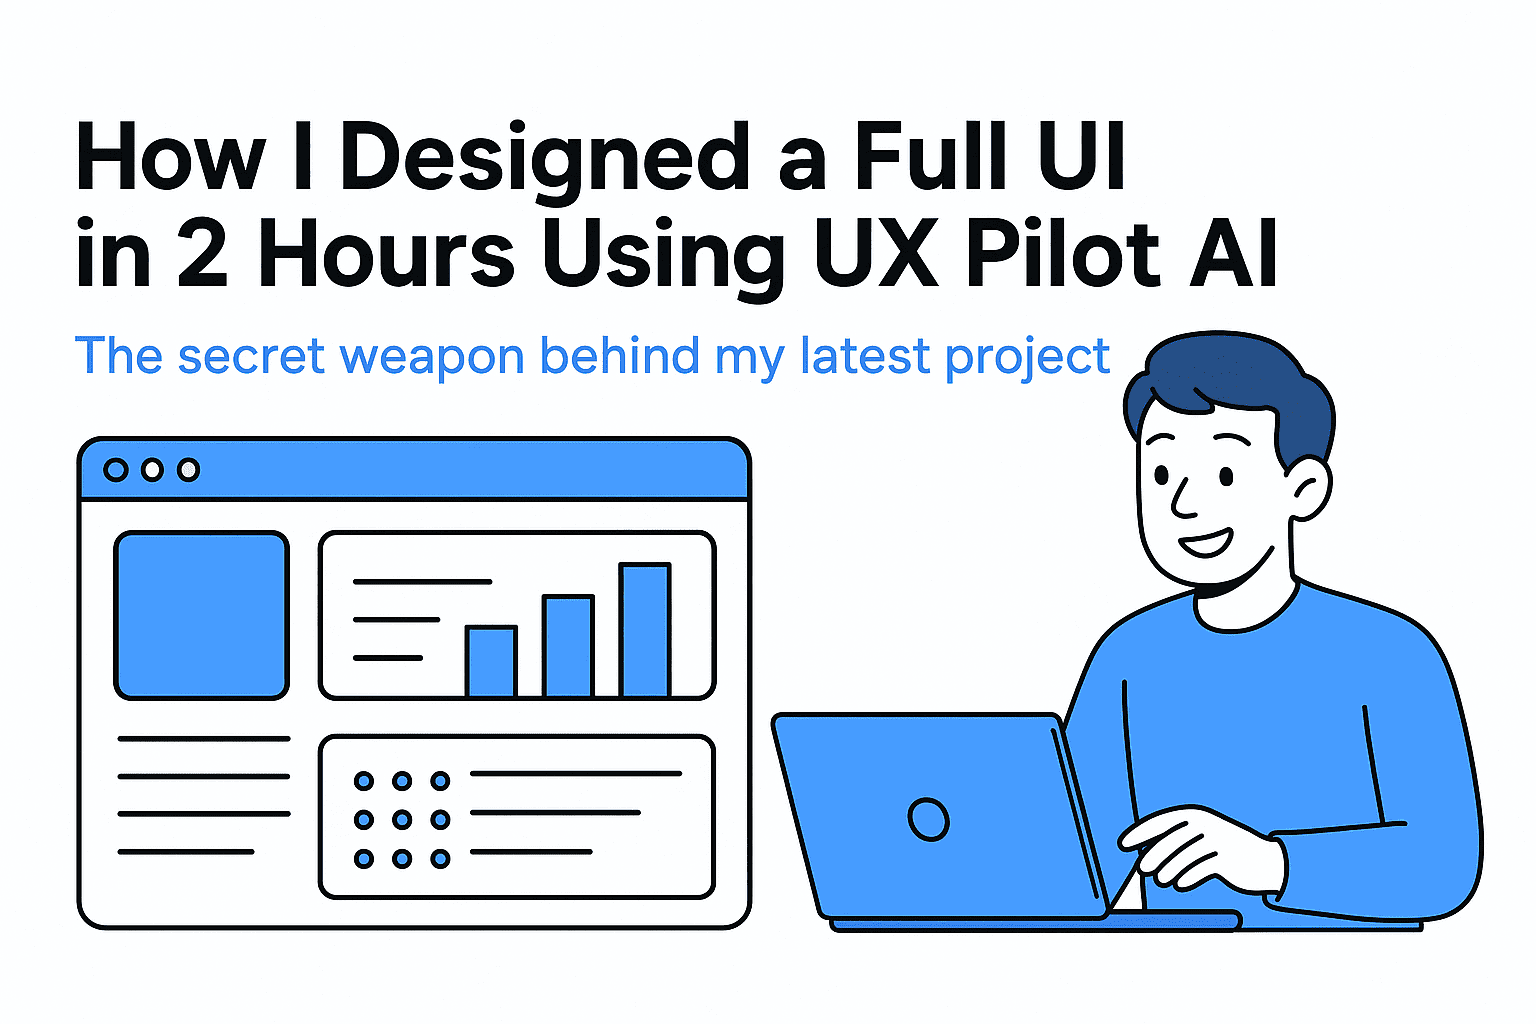 How I Designed a Full UI
in 2 Hours Using UX Pilot AI
The secret weapon behind my latest project